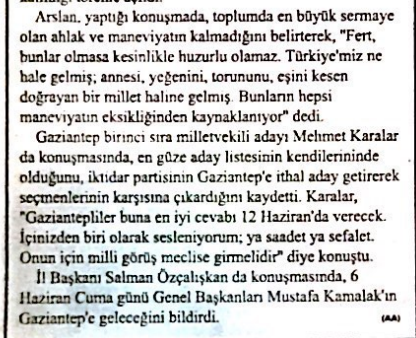 Arslan, yaptığı konuşmada, toplumda en büyük sermaye
olan ahlak ve maneviyatın kalmadığını belirterek, "Fert,
bunlar olmasa kesinlikle huzurlu olamaz. Türkiye'miz ne
hale gelmiş; annesi, yeğenini, torununu, eşini kesen
doğrayan bir millet haline gelmiş. Bunların hepsi
maneviyatın eksikliğinden kaynaklanıyor" dedi.
Gaziantep birinci sıra milletvekili adayı Mehmet Karalar
da konuşmasında, en güze aday listesinin kendilerininde
olduğunu, iktidar partisinin Gaziantep'e ithal aday getirerek
seçmenlerinin karşısına çıkardığını kaydetti. Karalar,
"Gaziantepliler buna en iyi cevabı 12 Haziran'da verecek.
İçinizden biri olarak sesleniyorum; ya saadet ya sefalet.
Onun için milli görüş meclise girmelidir" diye konuştu.
İl Başkanı Salman Özçalışkan da konuşmasında, 6
Haziran Cuma günü Genel Başkanları Mustafa Kamalak'ın
Gaziantep'e geleceğini bildirdi. (AA)